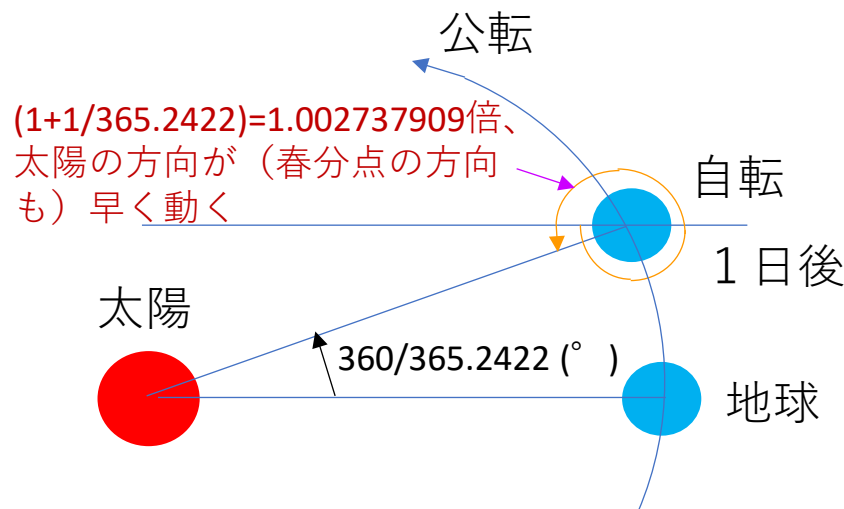 公転
(1+1/365.2422)=1.002737909倍、
太陽の方向が（春分点の方向
も）早く動く
自転
１日後
太陽
360/365.2422 (°)
地球